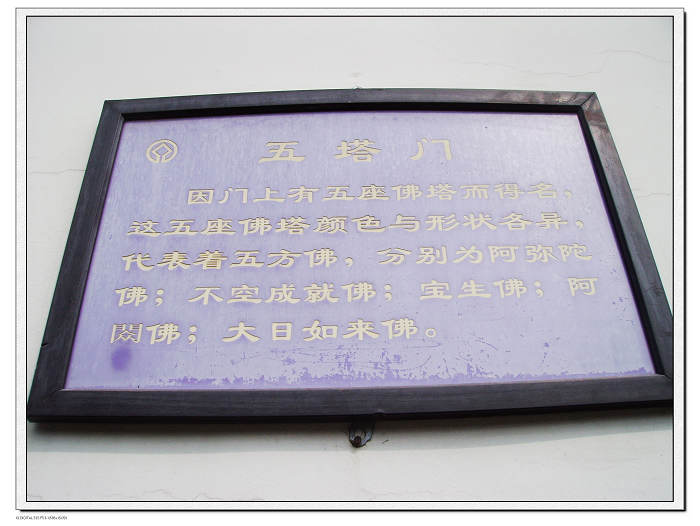 五塔门
因门上有五座佛塔而得名，
这五座佛塔颜色与形状各异，
代表着五方佛，分别为阿弥陀
佛；不空成就佛；宝生佛；阿
閦佛；大日如来佛。